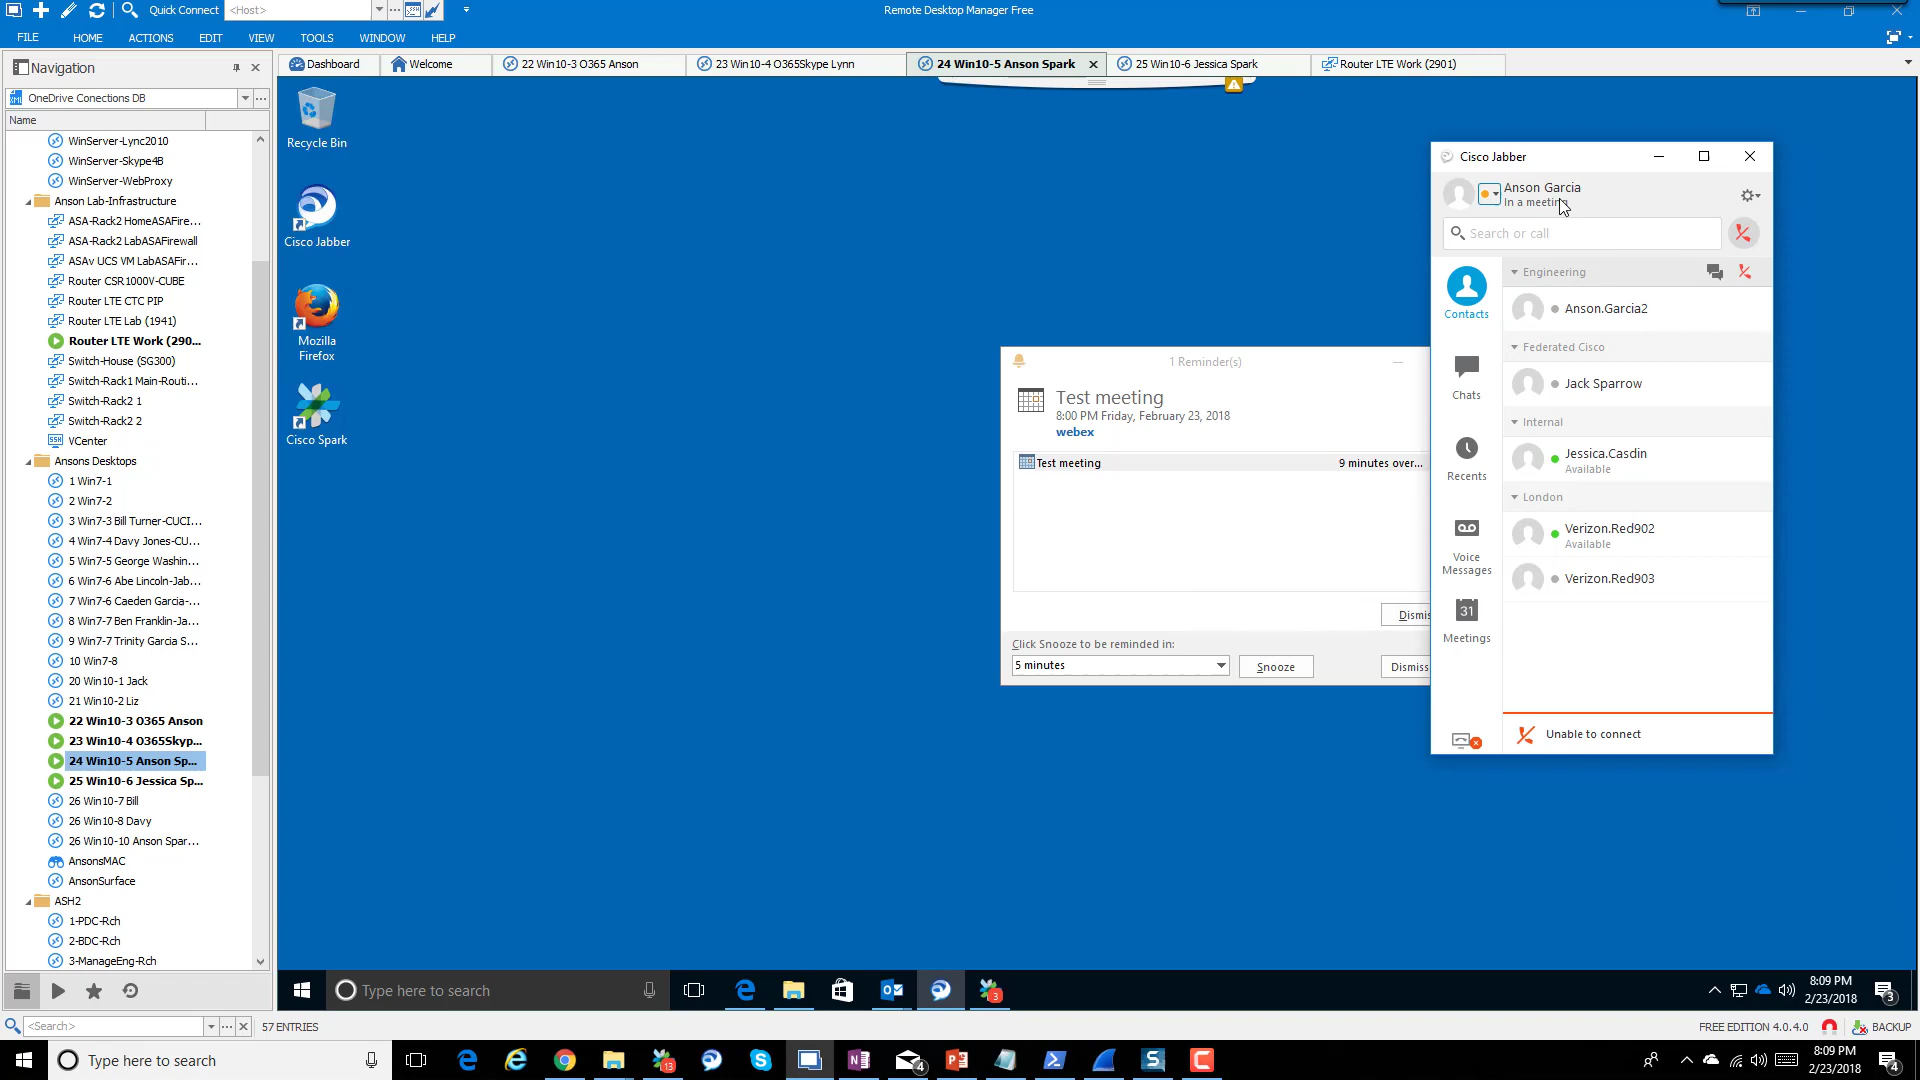 Quick Connect
<Host>
Remote Desktop Manager Free
FILE
HOME
ACTIONS
EDIT
VIEW
TOOLS
WINDOW
HELP
Navigation
OneDrive Conections DB
Name
WinServer-Lync2010
WinServer-Skype4B
WinServer-WebProxy
Anson Lab-Infrastructure
ASA-Rack2 HomeASAFire...
ASA-Rack2 LabASAFirewall
ASAv UCS VM LabASAFir...
Router CSR1000V-CUBE
Router LTE CTC PIP
Router LTE Lab (1941)
Router LTE Work (290...
Switch-House (SG300)
Switch-Rack1 Main-Routi...
Switch-Rack2 1
Switch-Rack2 2
VCenter
Ansons Desktops
1 Win7-1
2 Win7-2
3 Win7-3 Bill Turner-CUCI...
4 Win7-4 Davy Jones-CU...
5 Win7-5 George Washin...
6 Win7-6 Abe Lincoln-Jab...
7 Win7-6 Caeden Garcia-...
8 Win7-7 Ben Franklin-Ja...
9 Win7-7 Trinity Garcia S...
10 Win7-8
20 Win10-1 Jack
21 Win10-2 Liz
22 Win10-3 O365 Anson
23 Win10-4 O365Skyp...
24 Win10-5 Anson Sp...
25 Win10-6 Jessica Sp...
26 Win10-7 Bill
26 Win10-8 Davy
26 Win10-10 Anson Spar...
AnsonsMAC
AnsonSurface
ASH2
1-PDC-Rch
2-BDC-Rch
3-ManageEng-Rch
<Search>
57 ENTRIES
Dashboard
Welcome
22 Win10-3 O365 Anson
23 Win10-4 O365Skype Lynn
24 Win10-5 Anson Spark
25 Win10-6 Jessica Spark
Router LTE Work (2901)
Recycle Bin
Cisco Jabber
Mozilla
Firefox
Cisco Spark
1 Reminder(s)
Test meeting
8:00 PM Friday, February 23, 2018
webex
Test meeting
9 minutes over...
Dismis
Click Snooze to be reminded in:
5 minutes
Snooze
Dismiss
Cisco Jabber
Anson Garcia
In a meeting
Search or call
Contacts
Chats
Recents
Voice
Messages
31
Meetings
Engineering
Anson.Garcia2
Federated Cisco
Jack Sparrow
Internal
Jessica.Casdin
Available
London
Verizon.Red902
Available
Verizon.Red903
Unable to connect
Type here to search
3
8:09 PM
2/23/2018
3
FREE EDITION 4.0.4.0
BACKUP
Type here to search
13
4
8:09 PM
2/23/2018
4